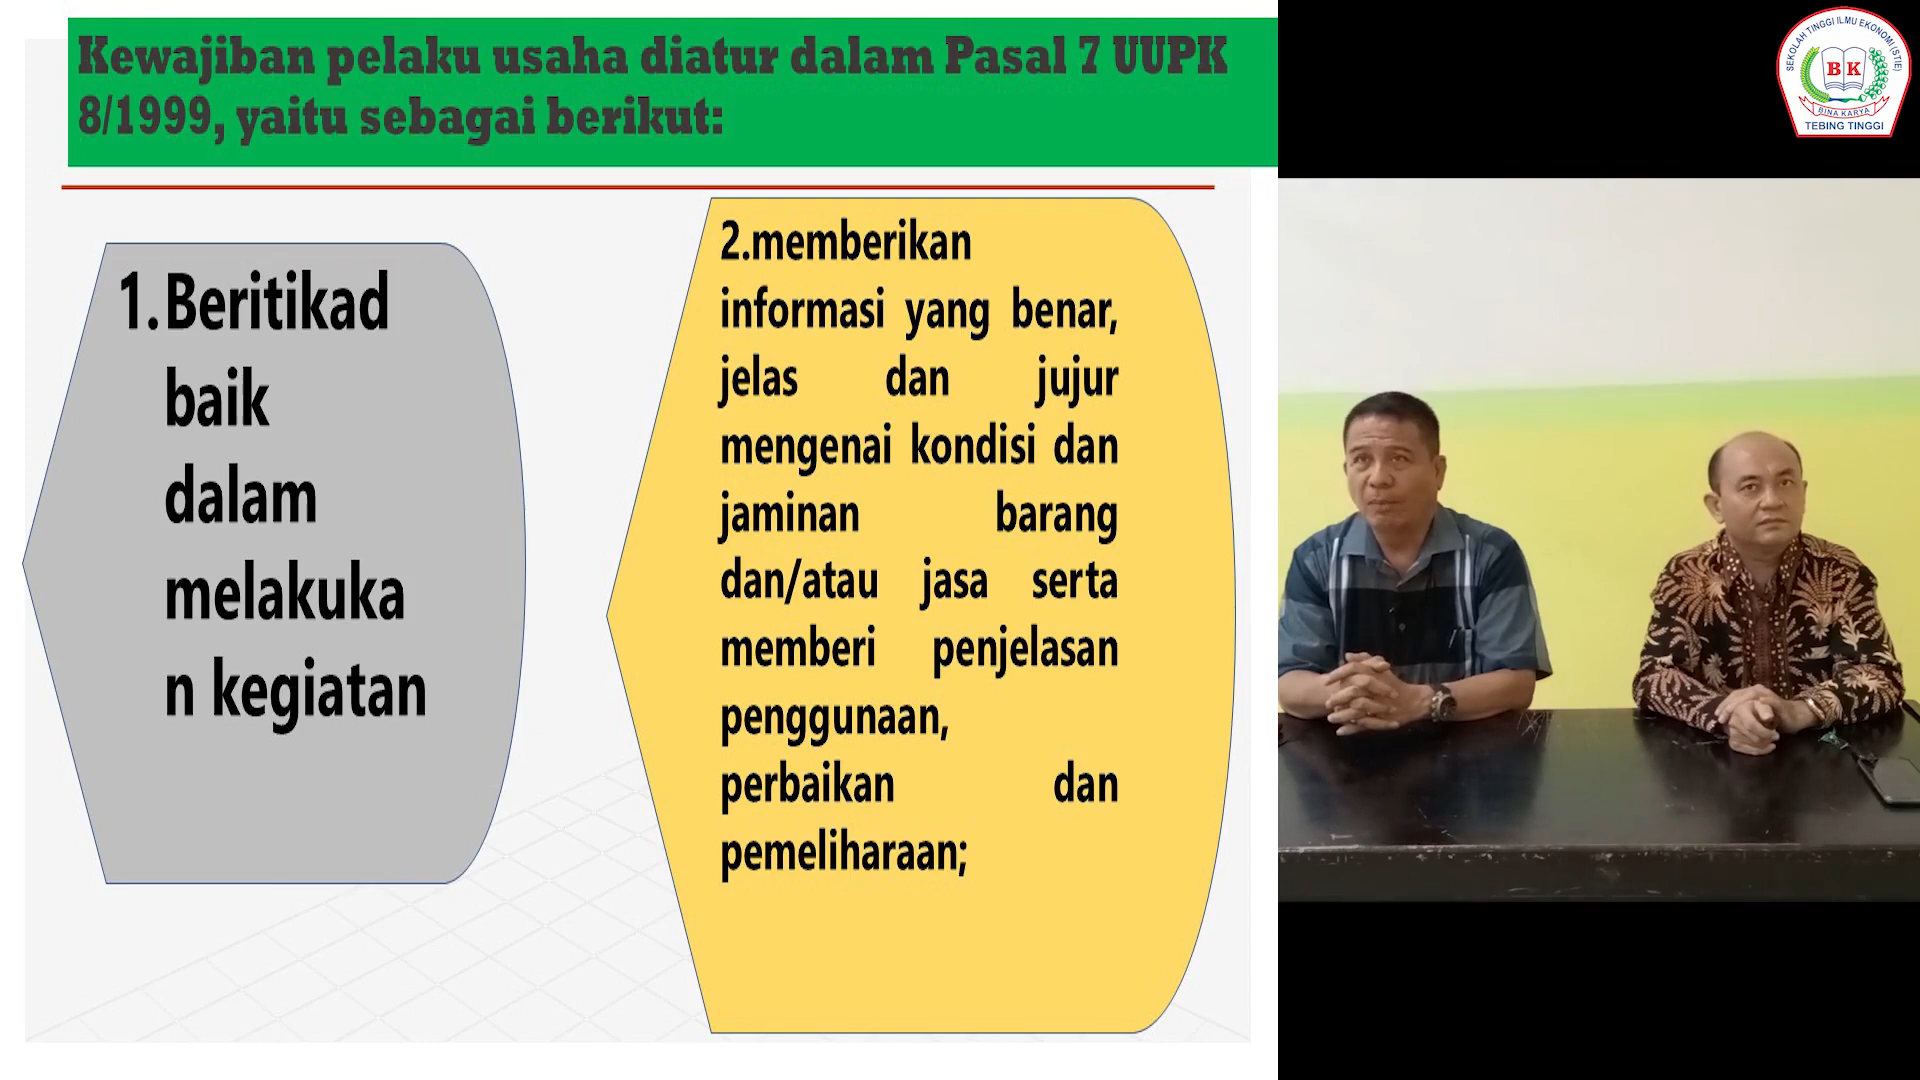 Kewajiban pelaku usaha diatur dalam Pasal 7 UUPK
8/1999, yaitu sebagai berikut:
1.Beritikad
baik
dalam
melakuka
n kegiatan
2.memberikan
informasi yang benar,
jelas dan jujur
mengenai kondisi dan
jaminan barang
dan/atau jasa serta
memberi penjelasan
penggunaan,
perbaikan dan
pemeliharaan;
SEKOLAH TINGGI ILMU EKONOMI (STIE)
B K
BINA KARYA
TEBING TINGGI